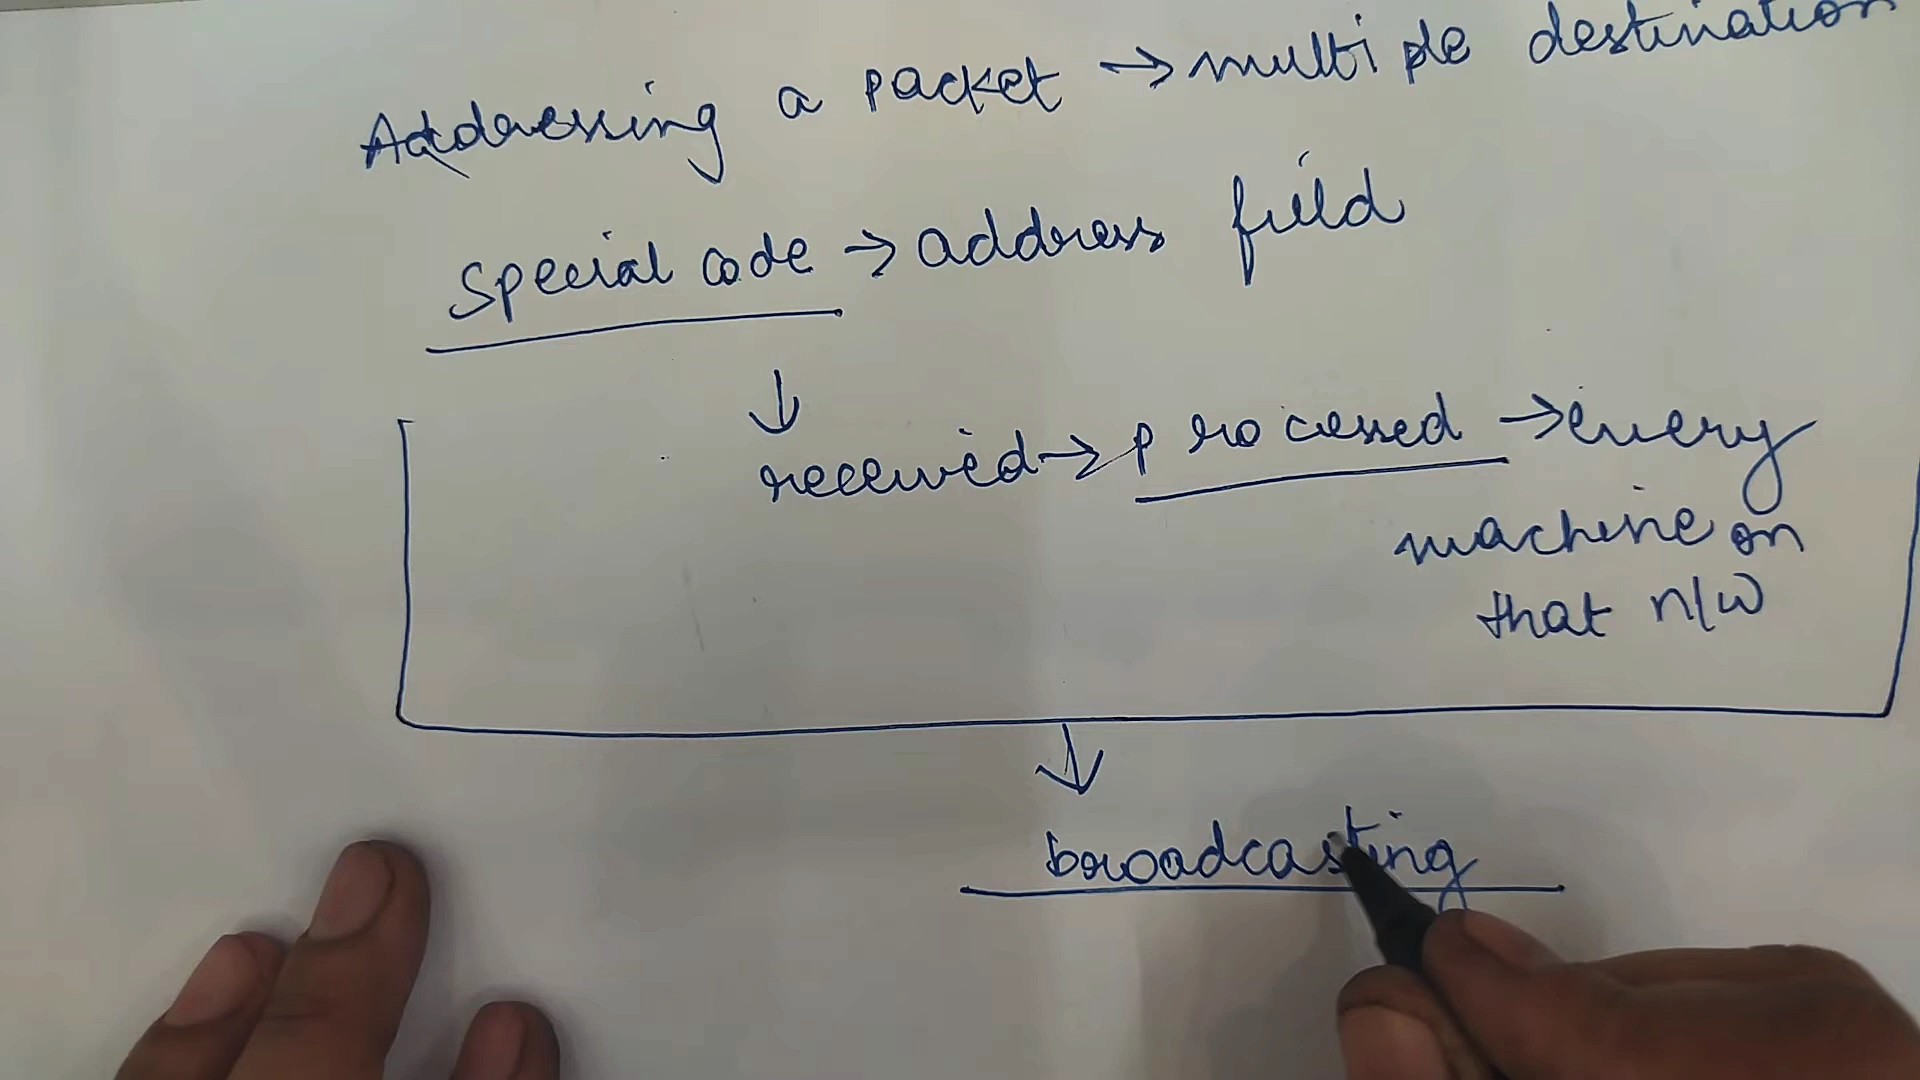 Addressing a packet → multiple destination
special code → address field
↓
received → processed → every
machine on
that n/w
↓
broadcasting